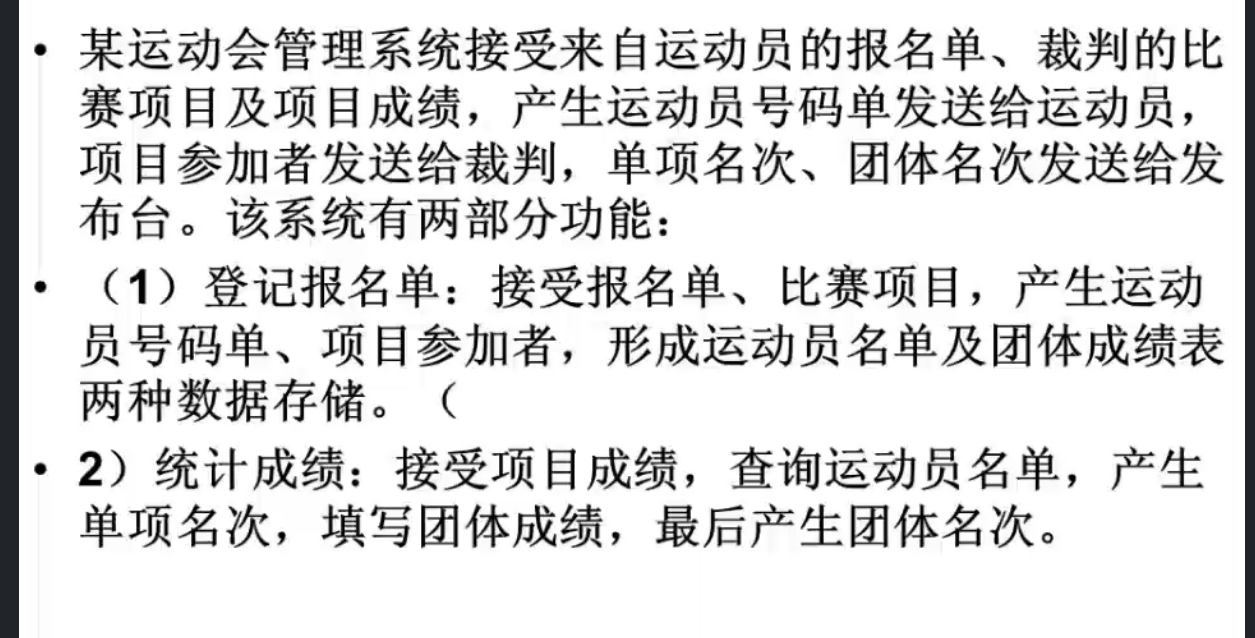 • 某运动会管理系统接受来自运动员的报名单、裁判的比
赛项目及项目成绩，产生运动员号码单发送给运动员，
项目参加者发送给裁判，单项名次、团体名次发送给发
布台。该系统有两部分功能：
• （1）登记报名单：接受报名单、比赛项目，产生运动
员号码单、项目参加者，形成运动员名单及团体成绩表
两种数据存储。（
• 2）统计成绩：接受项目成绩，查询运动员名单，产生
单项名次，填写团体成绩，最后产生团体名次。